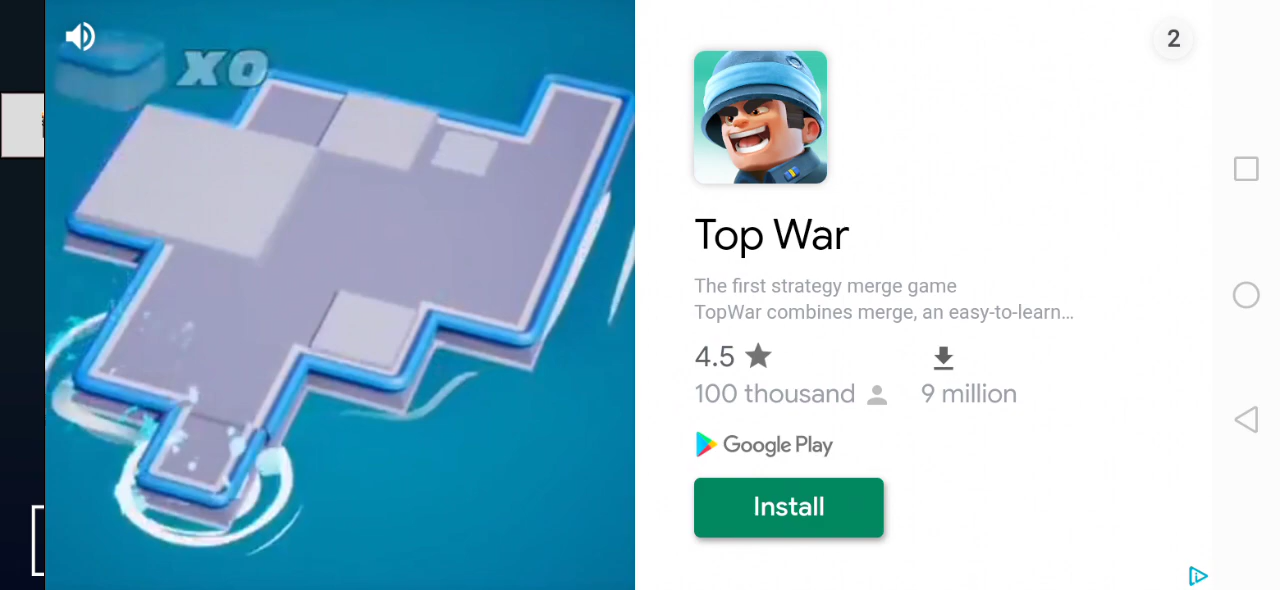 X0
2
Top War
The first strategy merge game
TopWar combines merge, an easy-to-learn...
4.5
100 thousand
9 million
Google Play
Install